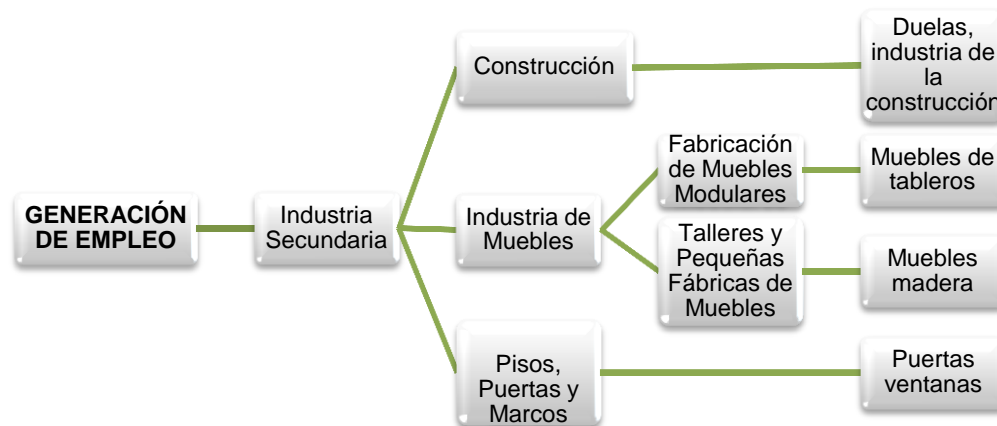 GENERACIÓN
DE EMPLEO
Industria
Secundaria
Construcción
Duelas,
industria de
la
construcción
Industria de
Muebles
Fabricación
de Muebles
Modulares
Muebles de
tableros
Talleres y
Pequeñas
Fábricas de
Muebles
Muebles
madera
Pisos,
Puertas y
Marcos
Puertas
ventanas